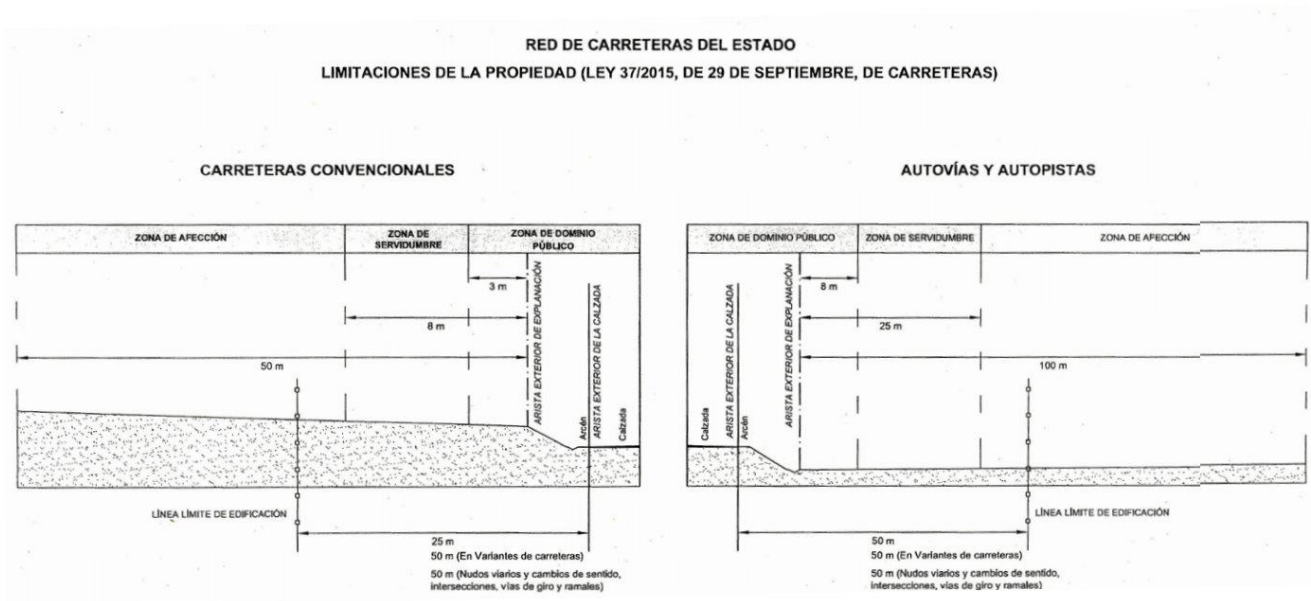 RED DE CARRETERAS DEL ESTADO
LIMITACIONES DE LA PROPIEDAD (LEY 37/2015, DE 29 DE SEPTIEMBRE, DE CARRETERAS)
CARRETERAS CONVENCIONALES
ZONA DE AFECCIÓN
ZONA DE
SERVIDUMBRE
ZONA DE DOMINIO
PÚBLICO
3 m
8 m
50 m
ARISTA EXTERIOR DE EXPLANACIÓN
Arcén
ARISTA EXTERIOR DE LA CALZADA
Calzada
LÍNEA LÍMITE DE EDIFICACIÓN
25 m
50 m (En Variantes de carreteras)
50 m (Nudos viarios y cambios de sentido,
intersecciones, vías de giro y ramales)
AUTOVÍAS Y AUTOPISTAS
ZONA DE DOMINIO PÚBLICO
ZONA DE SERVIDUMBRE
ZONA DE AFECCIÓN
8 m
25 m
100 m
Calzada
ARISTA EXTERIOR DE LA CALZADA
Arcén
ARISTA EXTERIOR DE EXPLANACIÓN
LÍNEA LÍMITE DE EDIFICACIÓN
50 m
50 m (En Variantes de carreteras)
50 m (Nudos viarios y cambios de sentido,
intersecciones, vías de giro y ramales)